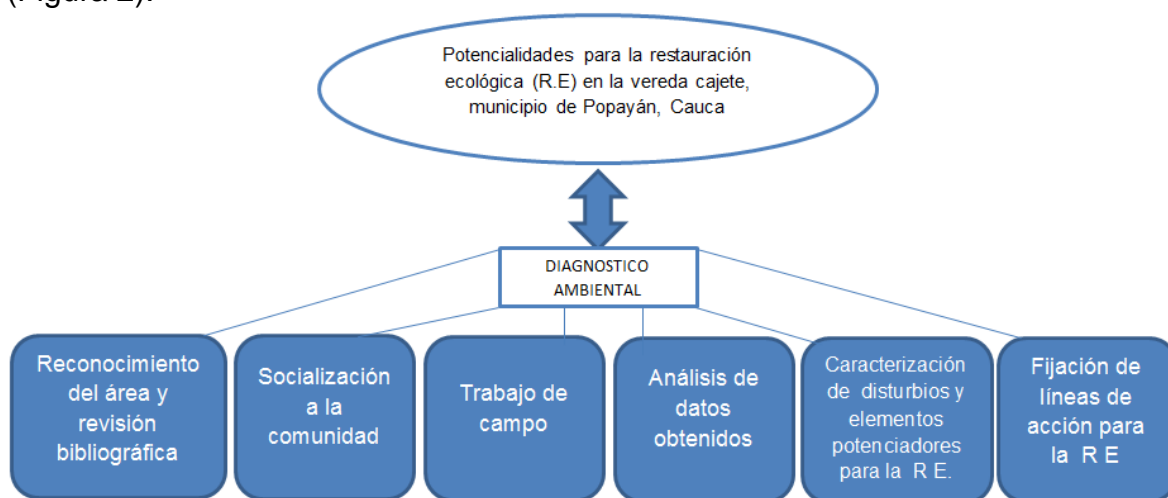 (Figura 2).
Potencialidades para la restauración
ecológica (R.E) en la vereda cajete,
municipio de Popayán, Cauca
DIAGNOSTICO
AMBIENTAL
Reconocimiento
del área y
revisión
bibliográfica
Socialización
a la
comunidad
Trabajo de
campo
Análisis de
datos
obtenidos
Caracterización
de disturbios y
elementos
potenciadores
para la R E.
Fijación de
líneas de
acción para
la R E